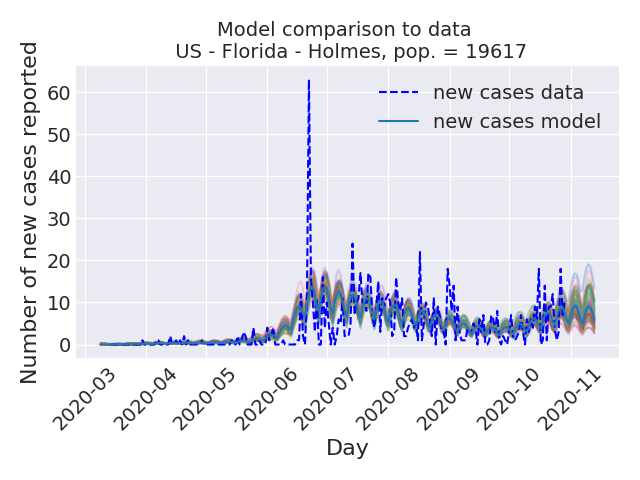 Model comparison to data
US - Florida - Holmes, pop. = 19617
Number of new cases reported
60
50
40
30
20
10
0
new cases data
new cases model
2020-03
2020-04
2020-05
2020-06
2020-07
2020-08
2020-09
2020-10
2020-11
Day